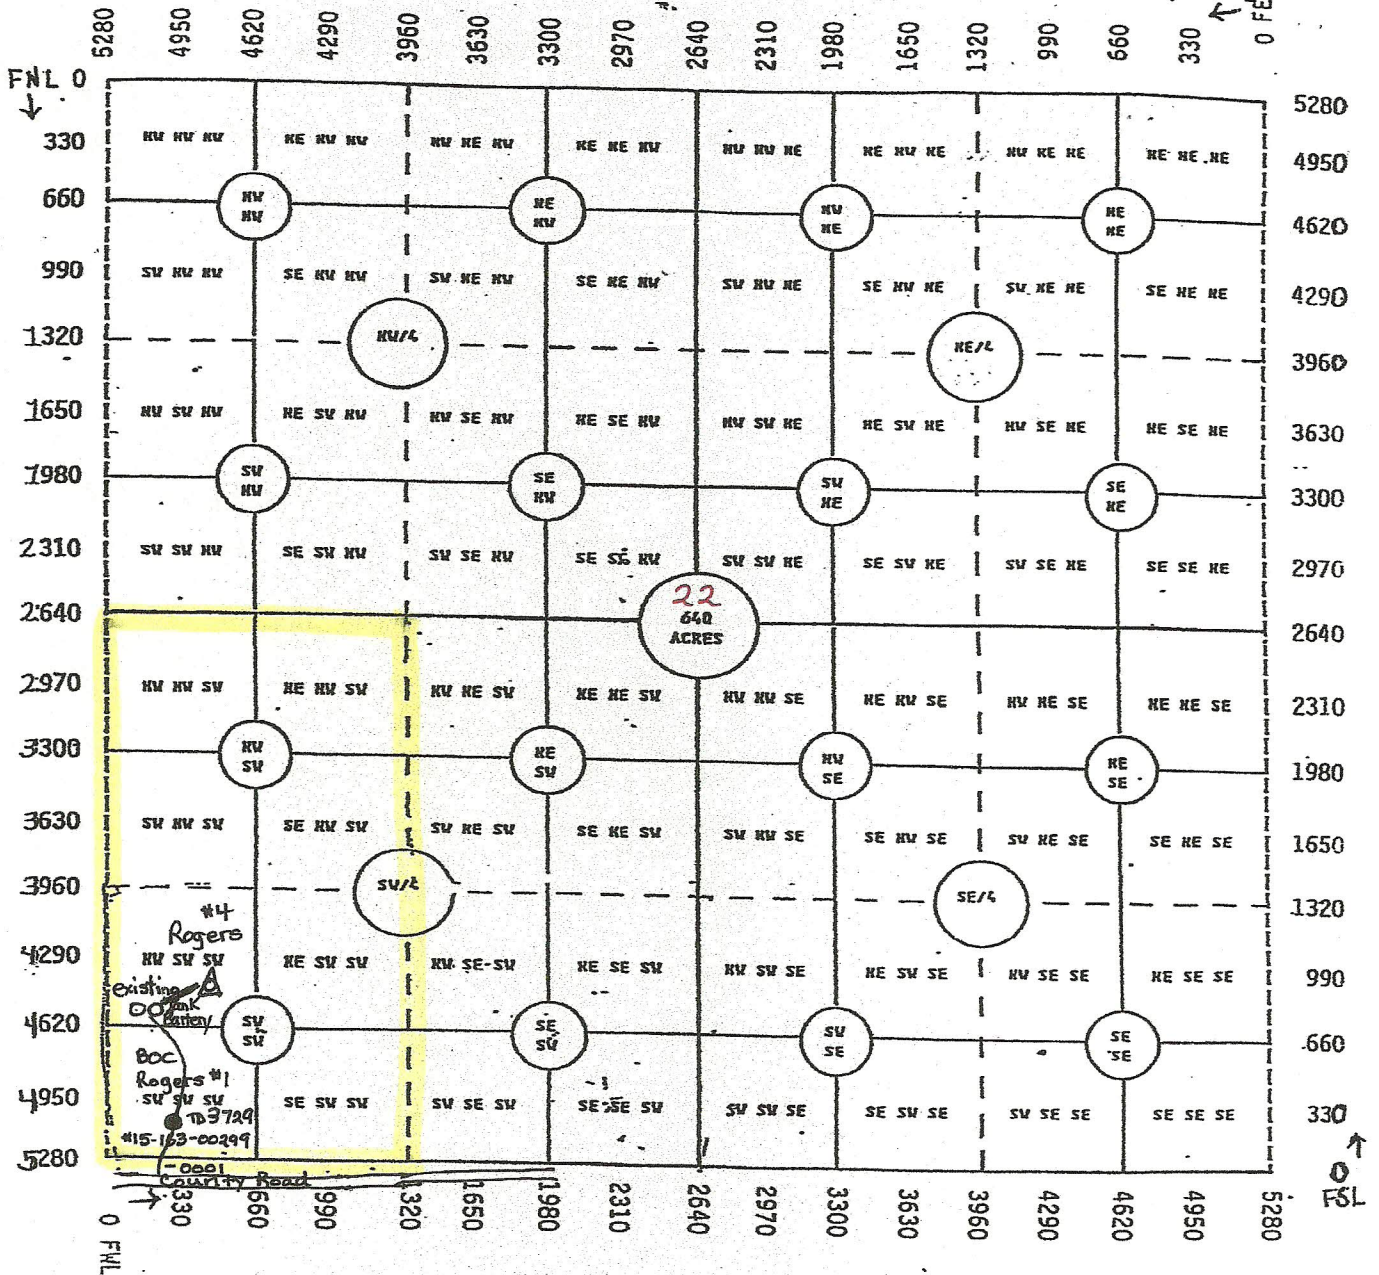 5280 4950 4620 4290 3960 3630 3300 2970 2640 2310 1980 1650 1320 990 660 330 0 FE
FNL 0 5280
330 NW NW NW NE NW NW NW NE NW NE NE NW NW NW NE NE NW NE NW NE NE NE NE NE 4950
660 4620
NW NW
NE NW
NW NE
NE NE
990 SW NW NW SE NW NW SW NE NW SE NE NW SW NW NE SE NW NE SW NE NE SE NE NE 4290
1320 NW/4 NE/4 3960
1650 NW SW NW NE SW NW NW SE NW NE SE NW NW SW NE NE SW NE NW SE NE NE SE NE 3630
1980 3300
SW NW
SE NW
SW NE
SE NE
2310 SW SW NW SE SW NW SW SE NW SE SE NW SW SW NE SE SW NE SW SE NE SE SE NE 2970
2640 2640
22
640
ACRES
2970 NW NW SW NE NW SW NW NE SW NE NE SW NW NW SE NE NW SE NW NE SE NE NE SE 2310
3300 1980
NW SW
NE SW
NW SE
NE SE
3630 SW NW SW SE NW SW SW NE SW SE NE SW SW NW SE SE NW SE SW NE SE SE NE SE 1650
3960 SW/4 SE/4 1320
#4
Rogers
4290 NW SW SW NE SW SW NW SE SW NE SE SW NW SW SE NE SW SE NW SE SE NE SE SE 990
existing
Tank
Battery
4620 660
SW SW
SE SW
SW SE
SE SE
BOC
Rogers #1
4950 SW SW SW SE SW SW SW SE SW SE SE SW SW SW SE SE SW SE SW SE SE SE SE SE 330
TD3729
#15-163-00299
5280 -0001 0
County Road FSL
0 FWL 330 660 990 1320 1650 1980 2310 2640 2970 3300 3630 3960 4290 4620 4950 5280